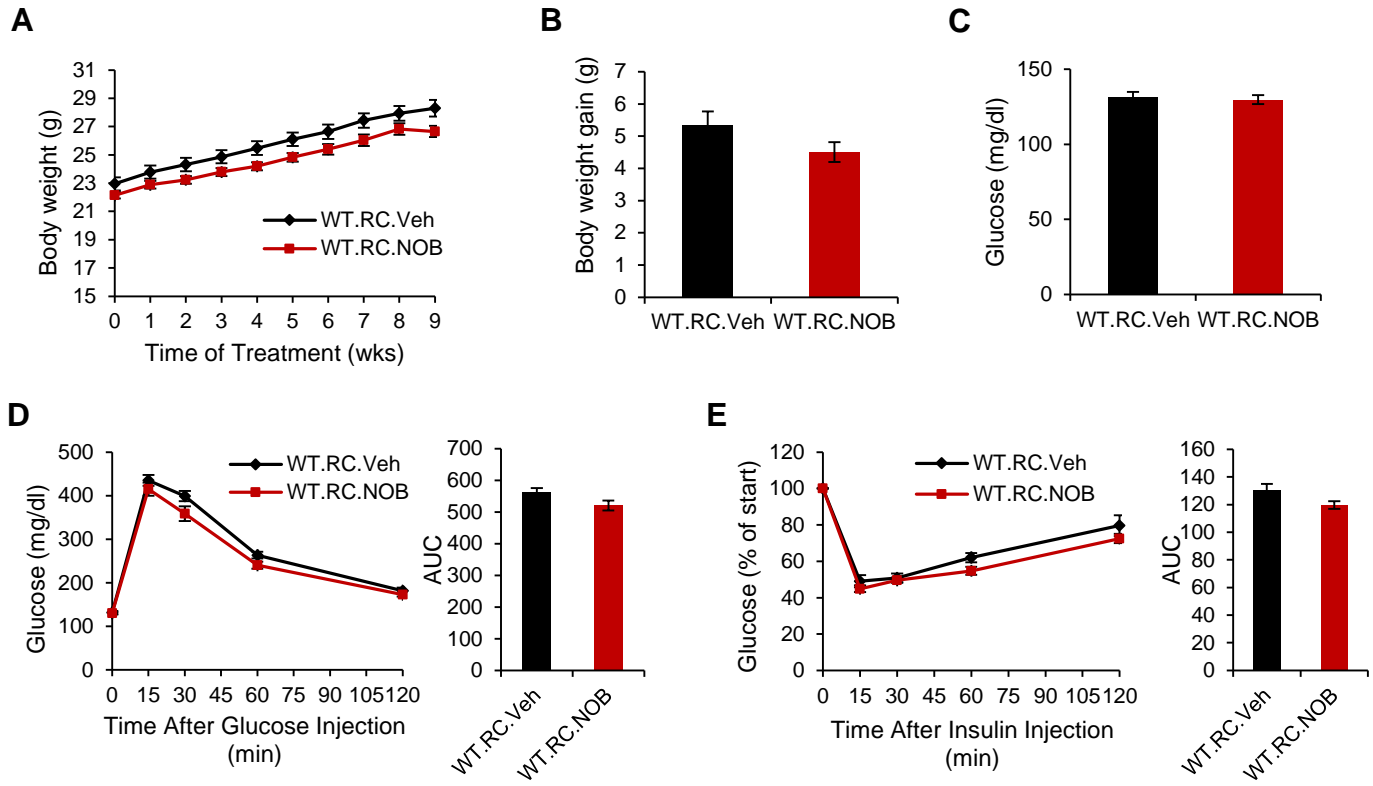 A
Body weight (g)
31
29
27
25
23
21
19
17
15
0 1 2 3 4 5 6 7 8 9
Time of Treatment (wks)
WT.RC.Veh
WT.RC.NOB
B
Body weight gain (g)
7
6
5
4
3
2
1
0
WT.RC.Veh WT.RC.NOB
C
Glucose (mg/dl)
150
100
50
0
WT.RC.Veh WT.RC.NOB
D
Glucose (mg/dl)
500
400
300
200
100
0
0 15 30 45 60 75 90 105 120
Time After Glucose Injection
(min)
WT.RC.Veh
WT.RC.NOB
AUC
700
600
500
400
300
200
100
0
WT.RC.Veh
WT.RC.NOB
E
Glucose (% of start)
120
100
80
60
40
20
0
0 15 30 45 60 75 90 105 120
Time After Insulin Injection
(min)
WT.RC.Veh
WT.RC.NOB
AUC
160
140
120
100
80
60
40
20
0
WT.RC.Veh
WT.RC.NOB